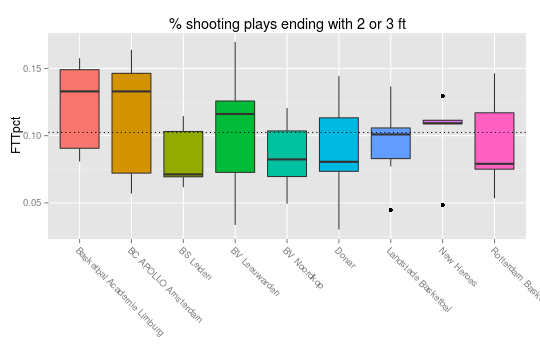 % shooting plays ending with 2 or 3 ft
FTTpct
0.15
0.10
0.05
Basketbal Academie Limburg
BC APOLLO Amsterdam
BS Leiden
BV Leeuwarden
BV Noordkop
Donar
Landstede Basketbal
New Heroes
Rotterdam Bask